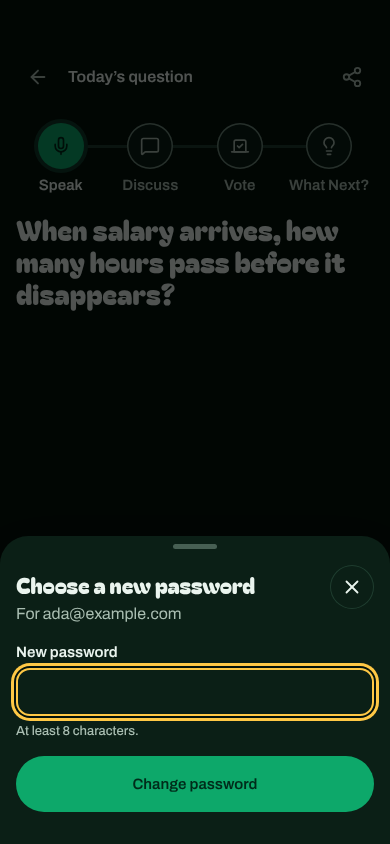 Today's question
Speak
Discuss
Vote
What Next?
When salary arrives, how
many hours pass before it
disappears?
Choose a new password
For ada@example.com
New password
At least 8 characters.
Change password